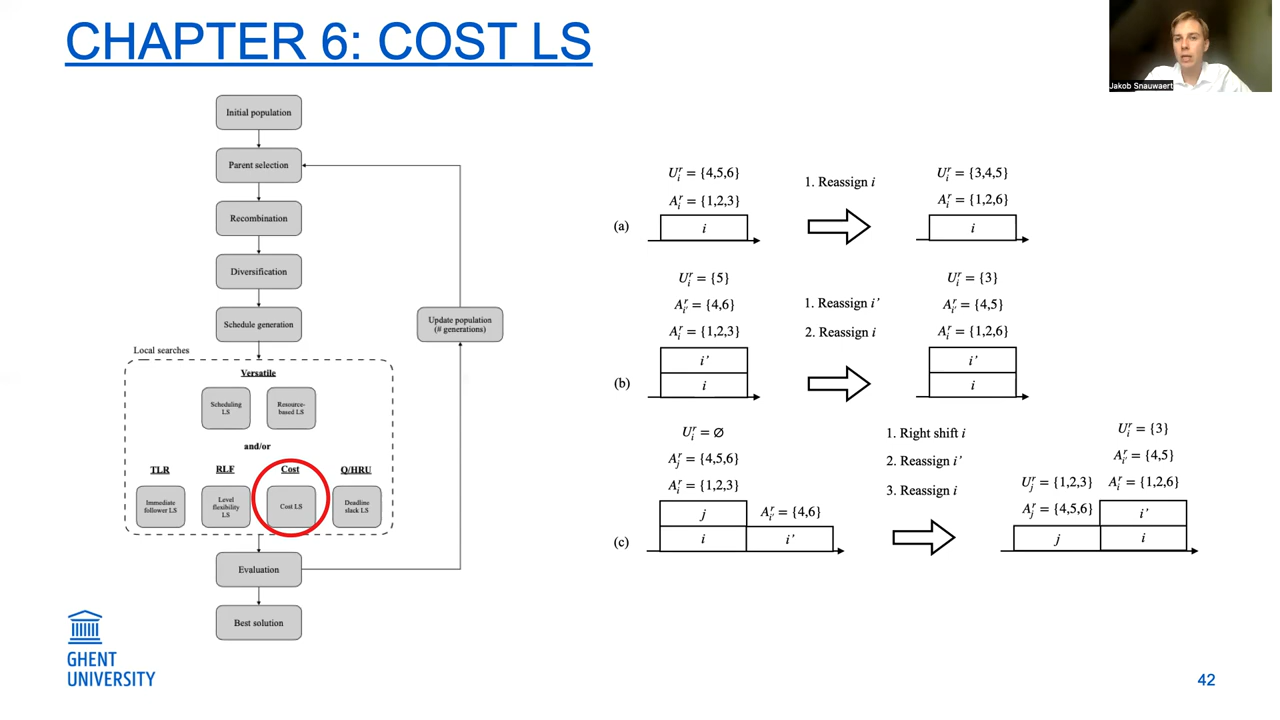 CHAPTER 6: COST LS
Jakob Snauwaert
Initial population
Parent selection
Recombination
Diversification
Schedule generation
Update population
(# generations)
Local searches
Versatile
Scheduling
LS
Resource-
based LS
and/or
TLR
RLF
Cost
Q/HRU
Immediate
follower LS
Level
flexibility
LS
Cost LS
Deadline
slack LS
Evaluation
Best solution
U_i^r = {4,5,6}
A_i^r = {1,2,3}
(a)
i
1. Reassign i
U_i^r = {3,4,5}
A_i^r = {1,2,6}
i
U_i^r = {5}
A_{i'}^r = {4,6}
A_i^r = {1,2,3}
i'
(b)
i
1. Reassign i'
2. Reassign i
U_i^r = {3}
A_{i'}^r = {4,5}
A_i^r = {1,2,6}
i'
i
U_i^r = ∅
A_j^r = {4,5,6}
A_i^r = {1,2,3}
j
A_{i'}^r = {4,6}
(c)
i
i'
1. Right shift i
2. Reassign i'
3. Reassign i
U_i^r = {3}
A_{i'}^r = {4,5}
U_j^r = {1,2,3}
A_i^r = {1,2,6}
A_j^r = {4,5,6}
i'
j
i
GHENT
UNIVERSITY
42